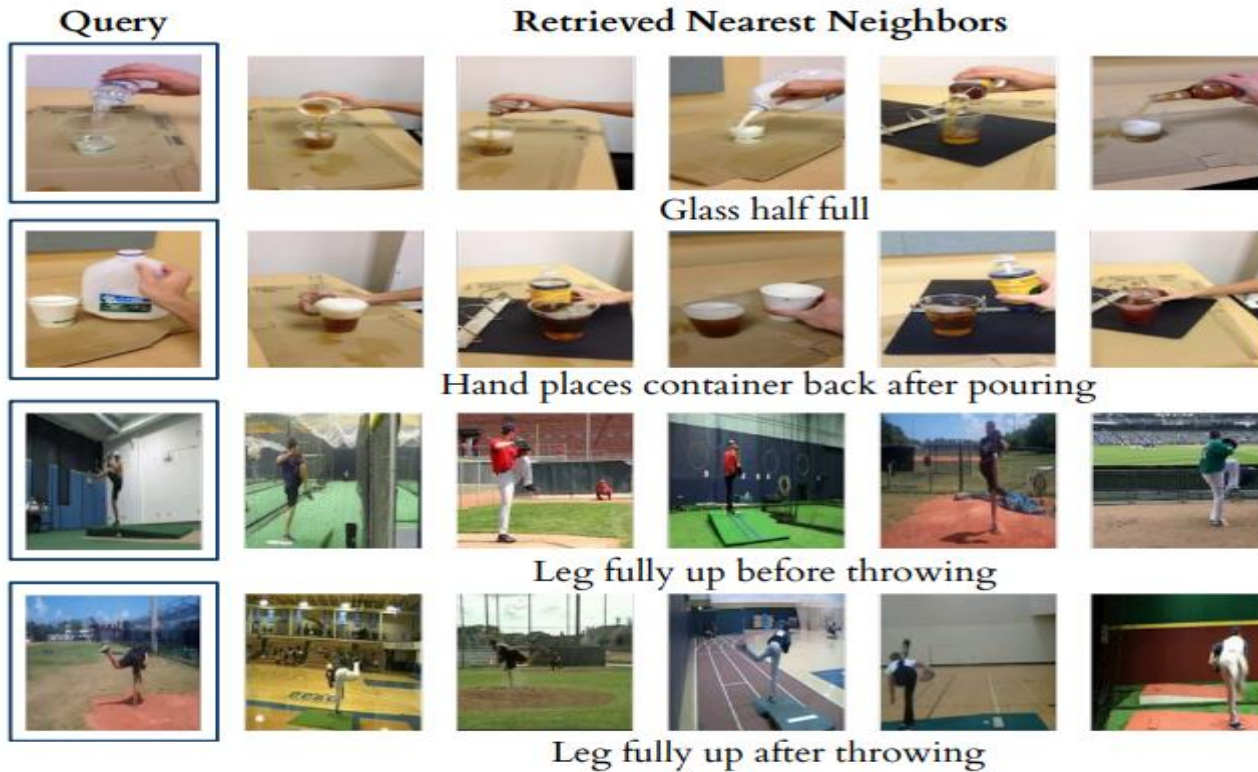 Query
Retrieved Nearest Neighbors
Glass half full
Hand places container back after pouring
Leg fully up before throwing
Leg fully up after throwing